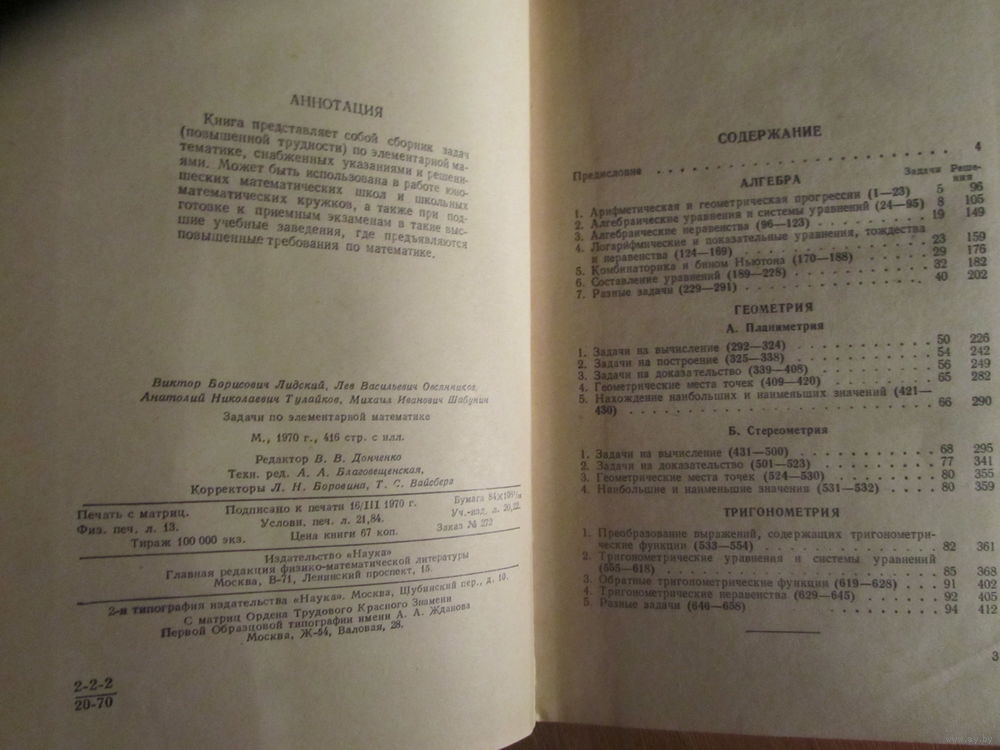 АННОТАЦИЯ
Книга представляет собой сборник задач
(повышенной трудности) по элементарной ма-
тематике, снабженных указаниями и решени-
ями. Может быть использована в работе юно-
шеских математических школ и школьных
математических кружков, а также при под-
готовке к приемным экзаменам в такие выс-
шие учебные заведения, где предъявляются
повышенные требования по математике.
Виктор Борисович Лидский, Лев Васильевич Овсянников,
Анатолий Николаевич Тулайков, Михаил Иванович Шабунин
Задачи по элементарной математике
М., 1970 г., 416 стр. с илл.
Редактор В. В. Донченко
Техн. ред. А. А. Благовещенская,
Корректоры Л. Н. Боровина, Т. С. Вайсберг
Печать с матриц. Подписано к печати 16/III 1970 г. Бумага 84×108
Физ. печ. л. 13. Условн. печ. л. 21,84. Уч.-изд. л.
Тираж 100 000 экз. Цена книги 67 коп. Заказ № 272
Издательство «Наука»
Главная редакция физико-математической литературы
Москва, В-71, Ленинский проспект, 15.
2-я типография издательства «Наука». Москва, Шубинский пер., д. 10.
С матриц Ордена Трудового Красного Знамени
Первой Образцовой типографии имени А. А. Жданова
Москва, Ж-54, Валовая, 28.
2-2-2
20-70
СОДЕРЖАНИЕ
Предисловие . . . 4
Задачи Реше-
ния
АЛГЕБРА
1. Арифметическая и геометрическая прогрессии (1—23) 5 96
2. Алгебраические уравнения и системы уравнений (24—95) 8 105
3. Алгебраические неравенства (96—123) . . . 19 149
4. Логарифмические и показательные уравнения, тождества
и неравенства (124—169) . . . 23 159
5. Комбинаторика и бином Ньютона (170—188) . . . 29 176
6. Составление уравнений (189—228) . . . 32 182
7. Разные задачи (229—291) . . . 40 202
ГЕОМЕТРИЯ
А. Планиметрия
1. Задачи на вычисление (292—324) . . . 50 226
2. Задачи на построение (325—338) . . . 54 242
3. Задачи на доказательство (339—408) . . . 56 249
4. Геометрические места точек (409—420) . . . 65 282
5. Нахождение наибольших и наименьших значений (421—
430) . . . 66 290
Б. Стереометрия
1. Задачи на вычисление (431—500) . . . 68 295
2. Задачи на доказательство (501—523) . . . 77 341
3. Геометрические места точек (524—530) . . . 80 355
4. Наибольшие и наименьшие значения (531—532) . . . 80 359
ТРИГОНОМЕТРИЯ
1. Преобразование выражений, содержащих тригонометри-
ческие функции (533—554) . . . 82 361
2. Тригонометрические уравнения и системы уравнений
(555—618) . . . 85 368
3. Обратные тригонометрические функции (619—628) . . . 91 402
4. Тригонометрические неравенства (629—645) . . . 92 405
5. Разные задачи (646—658) . . . 94 412
3
www.ay.by